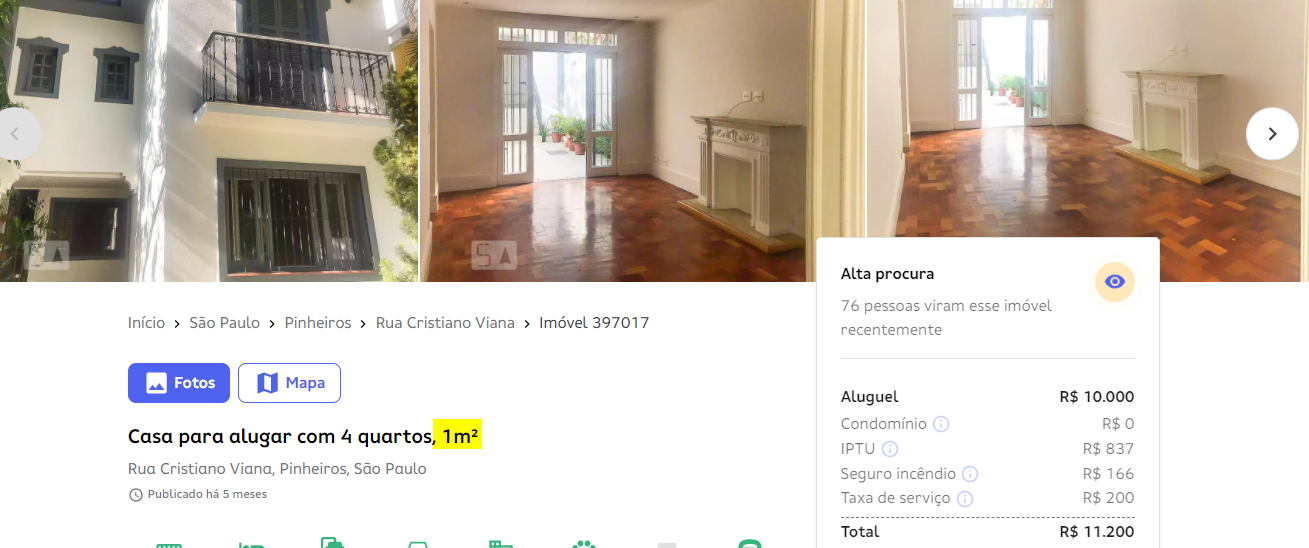 5A
Início > São Paulo > Pinheiros > Rua Cristiano Viana > Imóvel 397017
Fotos
Mapa
Casa para alugar com 4 quartos, 1m²
Rua Cristiano Viana, Pinheiros, São Paulo
Publicado há 5 meses
Alta procura
76 pessoas viram esse imóvel
recentemente
Aluguel R$ 10.000
Condomínio R$ 0
IPTU R$ 837
Seguro incêndio R$ 166
Taxa de serviço R$ 200
Total R$ 11.200